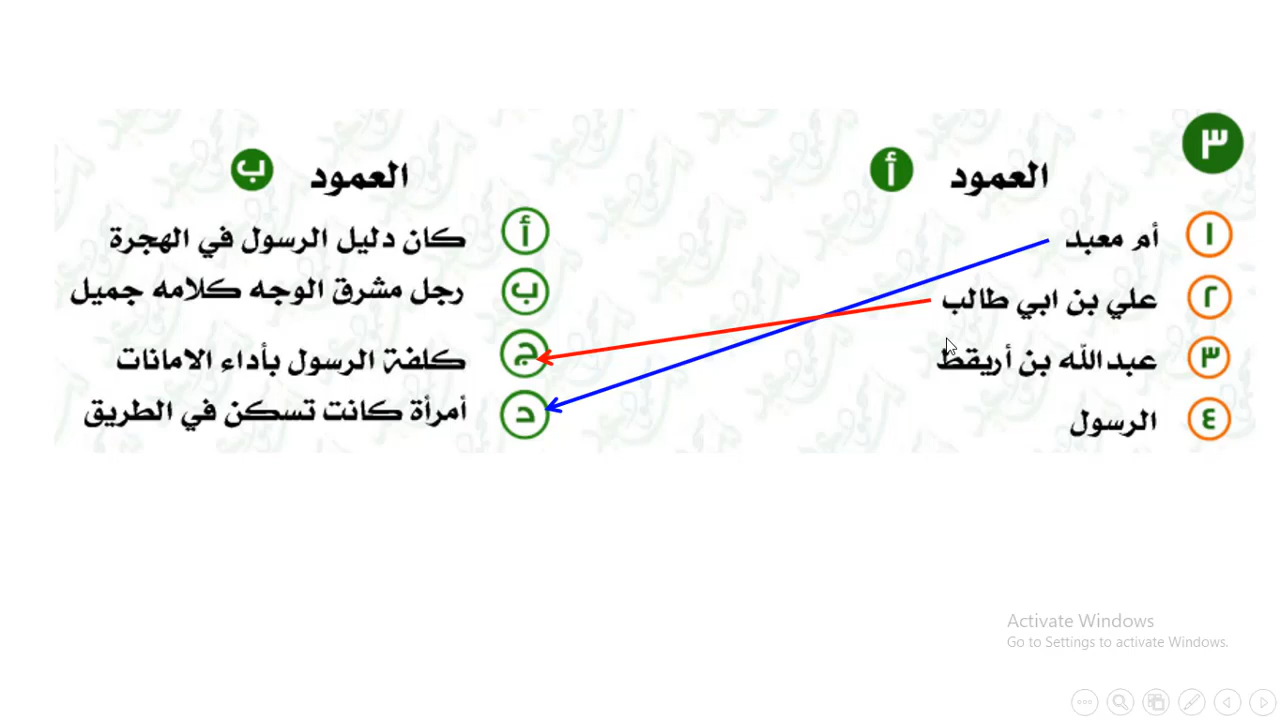 ٣
العمود أ
١ أم معبد
٢ علي بن ابي طالب
٣ عبدالله بن أريقط
٤ الرسول
العمود ب
أ كان دليل الرسول في الهجرة
ب رجل مشرق الوجه كلامه جميل
ج كلفة الرسول بأداء الامانات
د أمرأة كانت تسكن في الطريق
Activate Windows
Go to Settings to activate Windows.